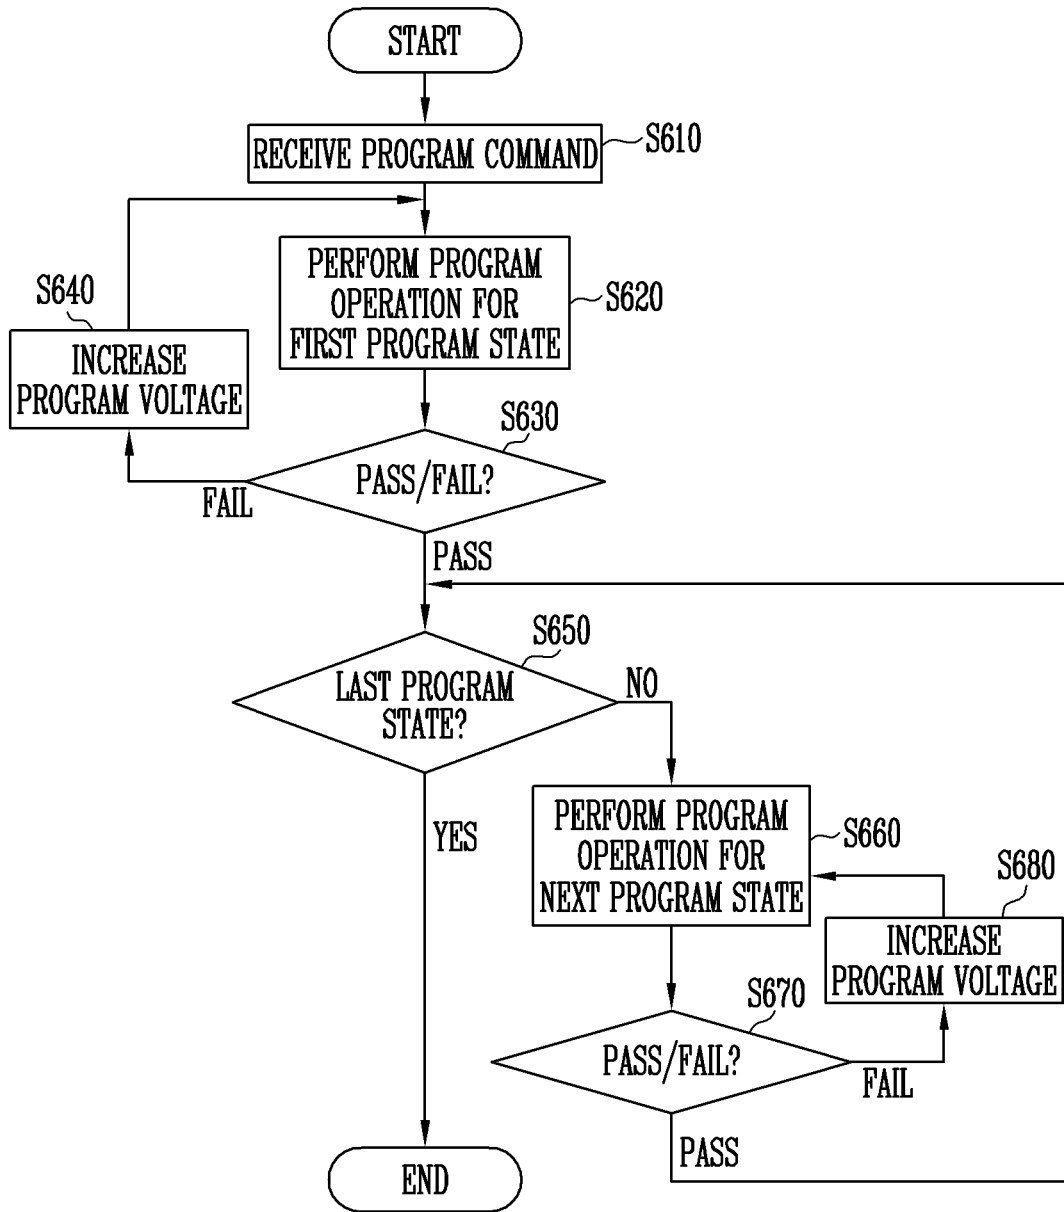 START
RECEIVE PROGRAM COMMAND
S610
PERFORM PROGRAM
OPERATION FOR
FIRST PROGRAM STATE
S620
S640
INCREASE
PROGRAM VOLTAGE
S630
PASS/FAIL?
FAIL
PASS
S650
LAST PROGRAM
STATE?
NO
YES
PERFORM PROGRAM
OPERATION FOR
NEXT PROGRAM STATE
S660
S680
INCREASE
PROGRAM VOLTAGE
S670
PASS/FAIL?
FAIL
PASS
END